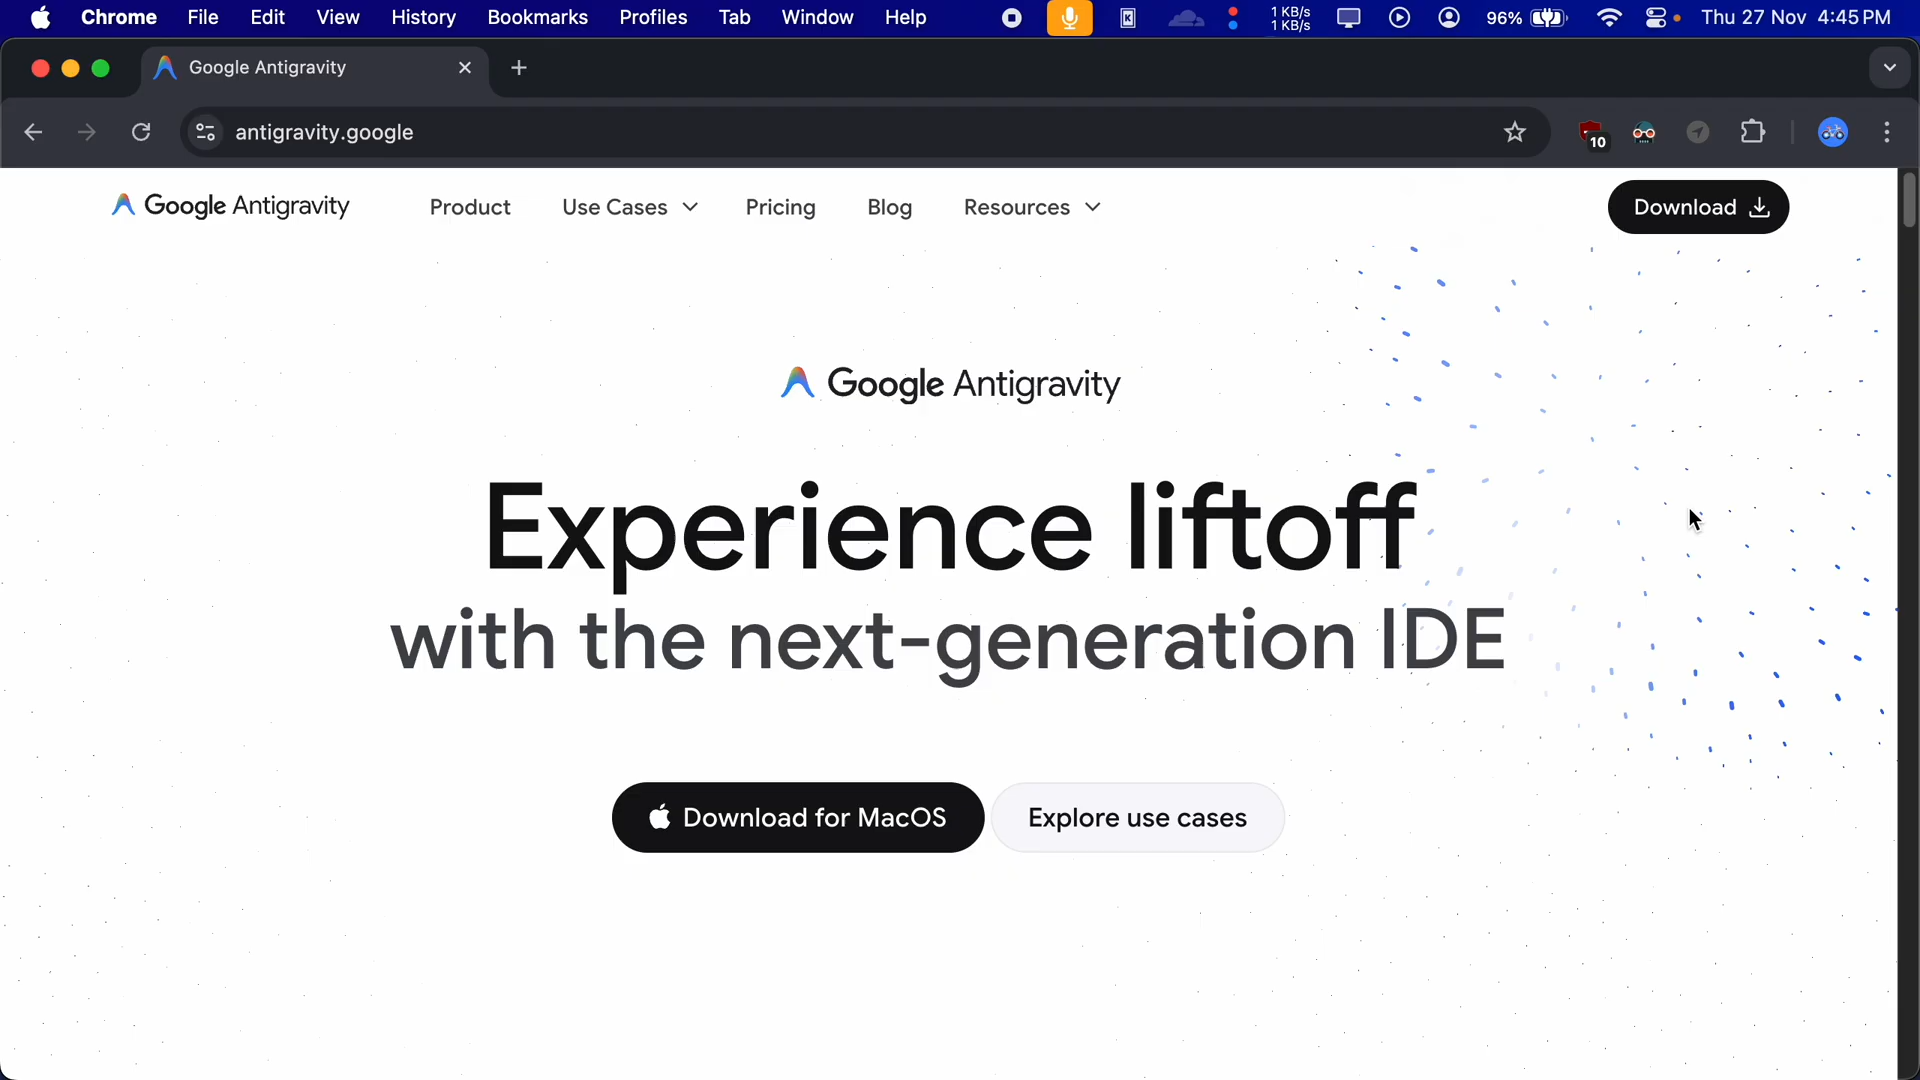 Chrome File Edit View History Bookmarks Profiles Tab Window Help K 1 KB/s 96% Thu 27 Nov 4:45 PM
1 KB/s
Google Antigravity
antigravity.google 10
Google Antigravity Product Use Cases Pricing Blog Resources Download
Google Antigravity
Experience liftoff
with the next-generation IDE
Download for MacOS Explore use cases